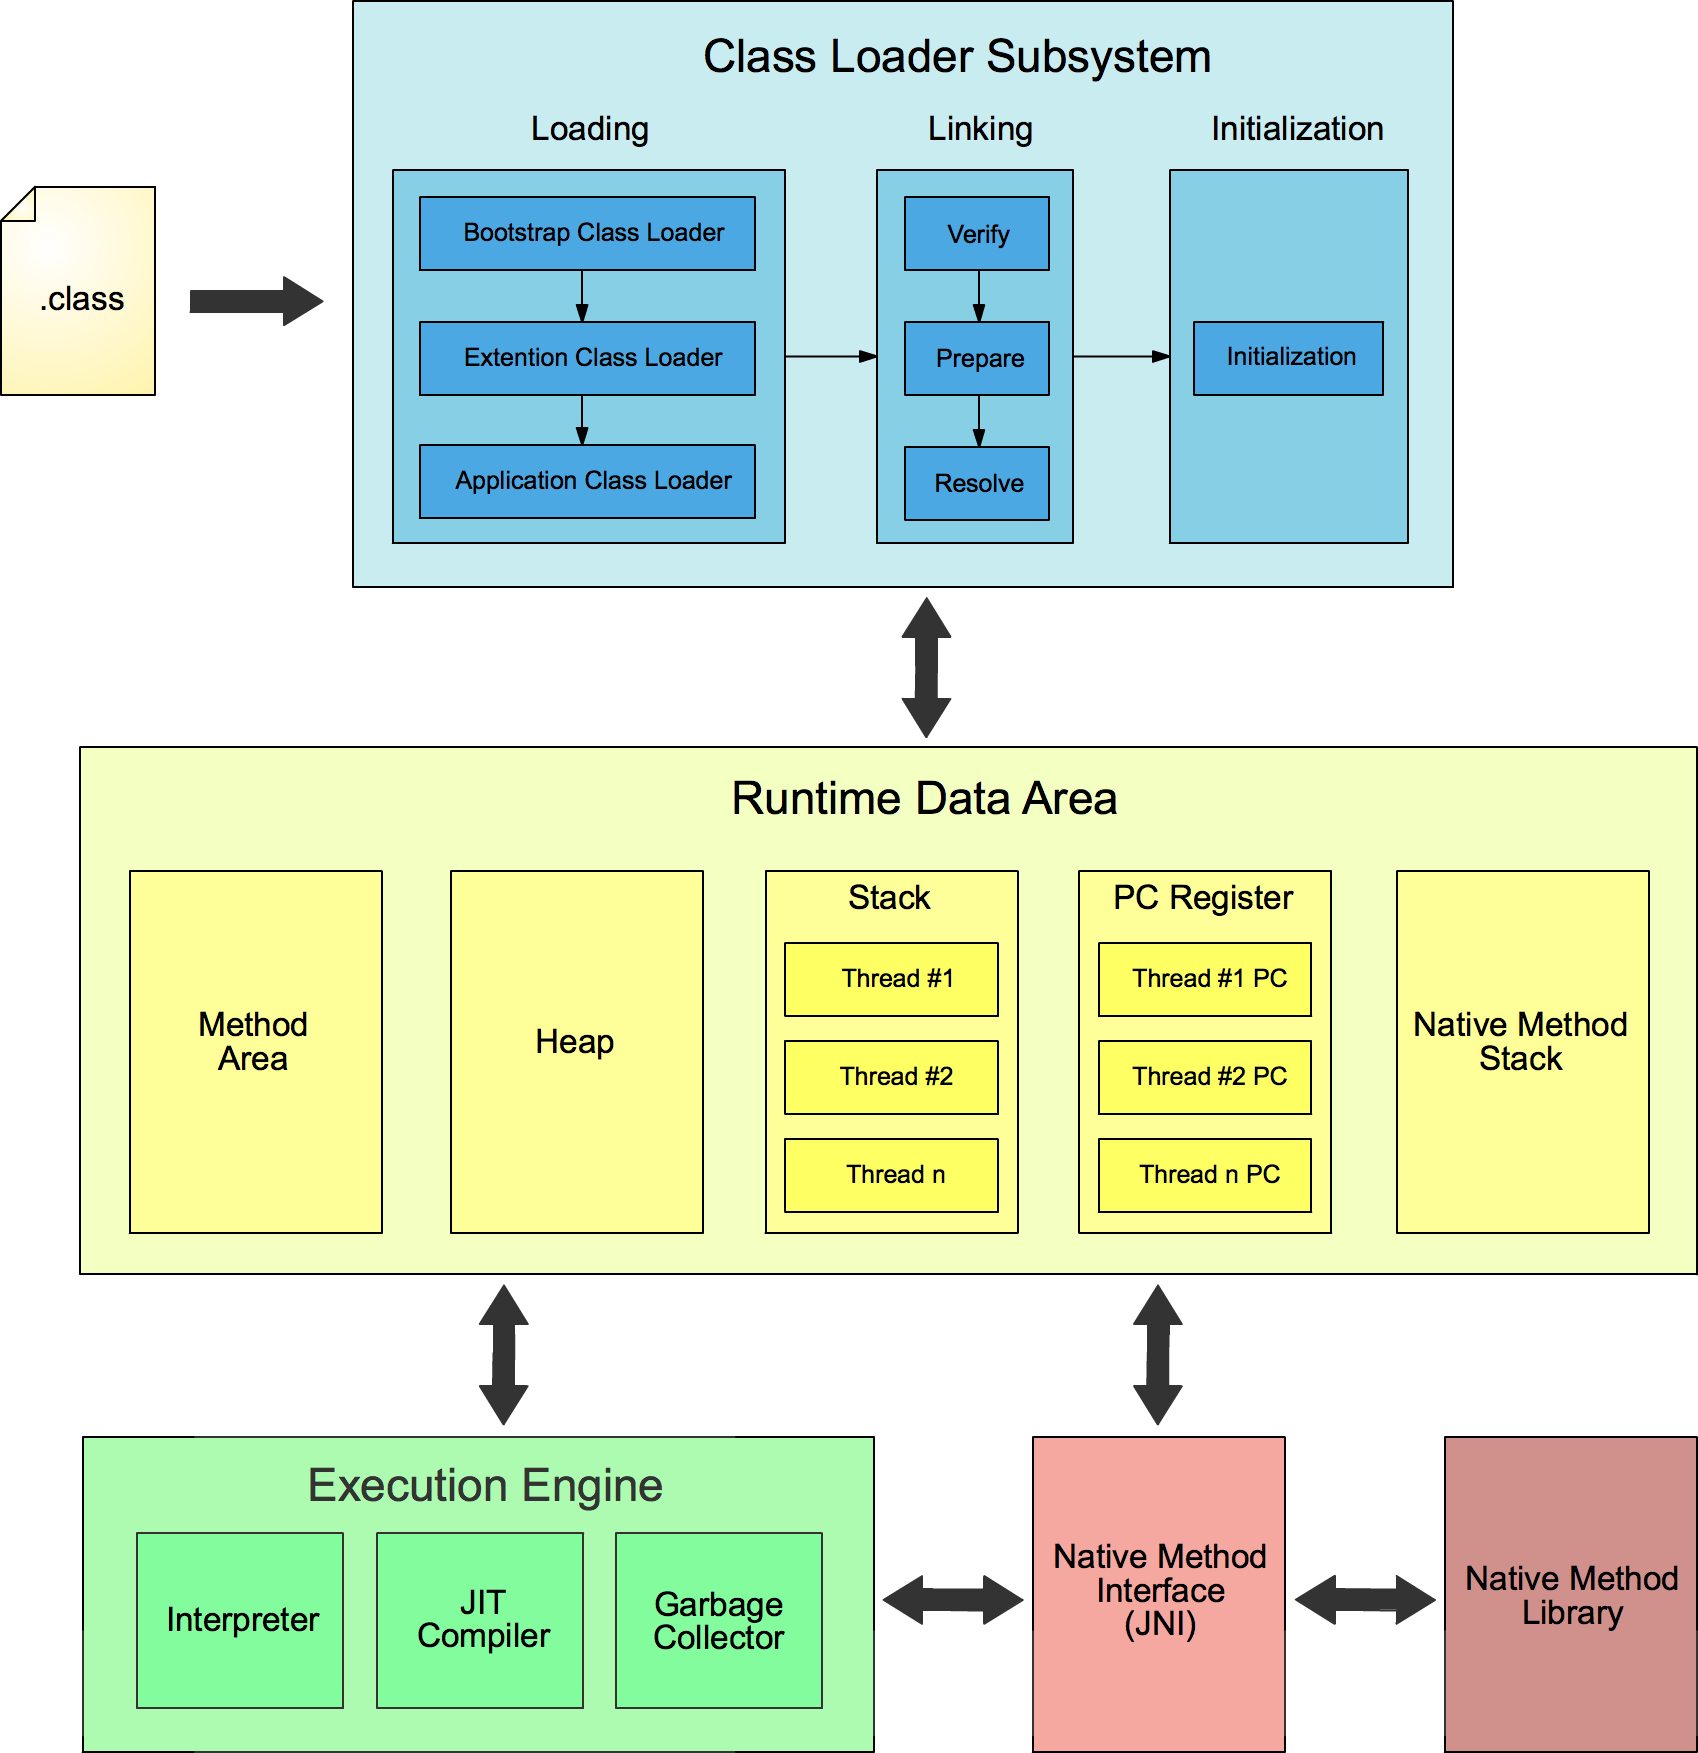 Class Loader Subsystem
Loading
Linking
Initialization
.class
Bootstrap Class Loader
Extention Class Loader
Application Class Loader
Verify
Prepare
Resolve
Initialization
Runtime Data Area
Method
Area
Heap
Stack
Thread #1
Thread #2
Thread n
PC Register
Thread #1 PC
Thread #2 PC
Thread n PC
Native Method
Stack
Execution Engine
Interpreter
JIT
Compiler
Garbage
Collector
Native Method
Interface
(JNI)
Native Method
Library